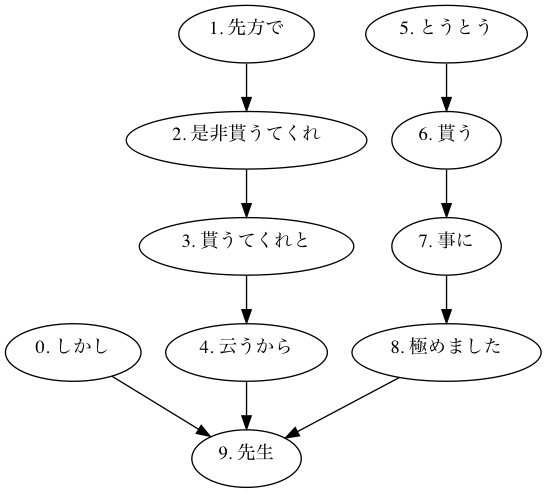 1. 先方で
5. とうとう
2. 是非貰うてくれ
6. 貰う
3. 貰うてくれと
7. 事に
0. しかし
4. 云うから
8. 極めました
9. 先生